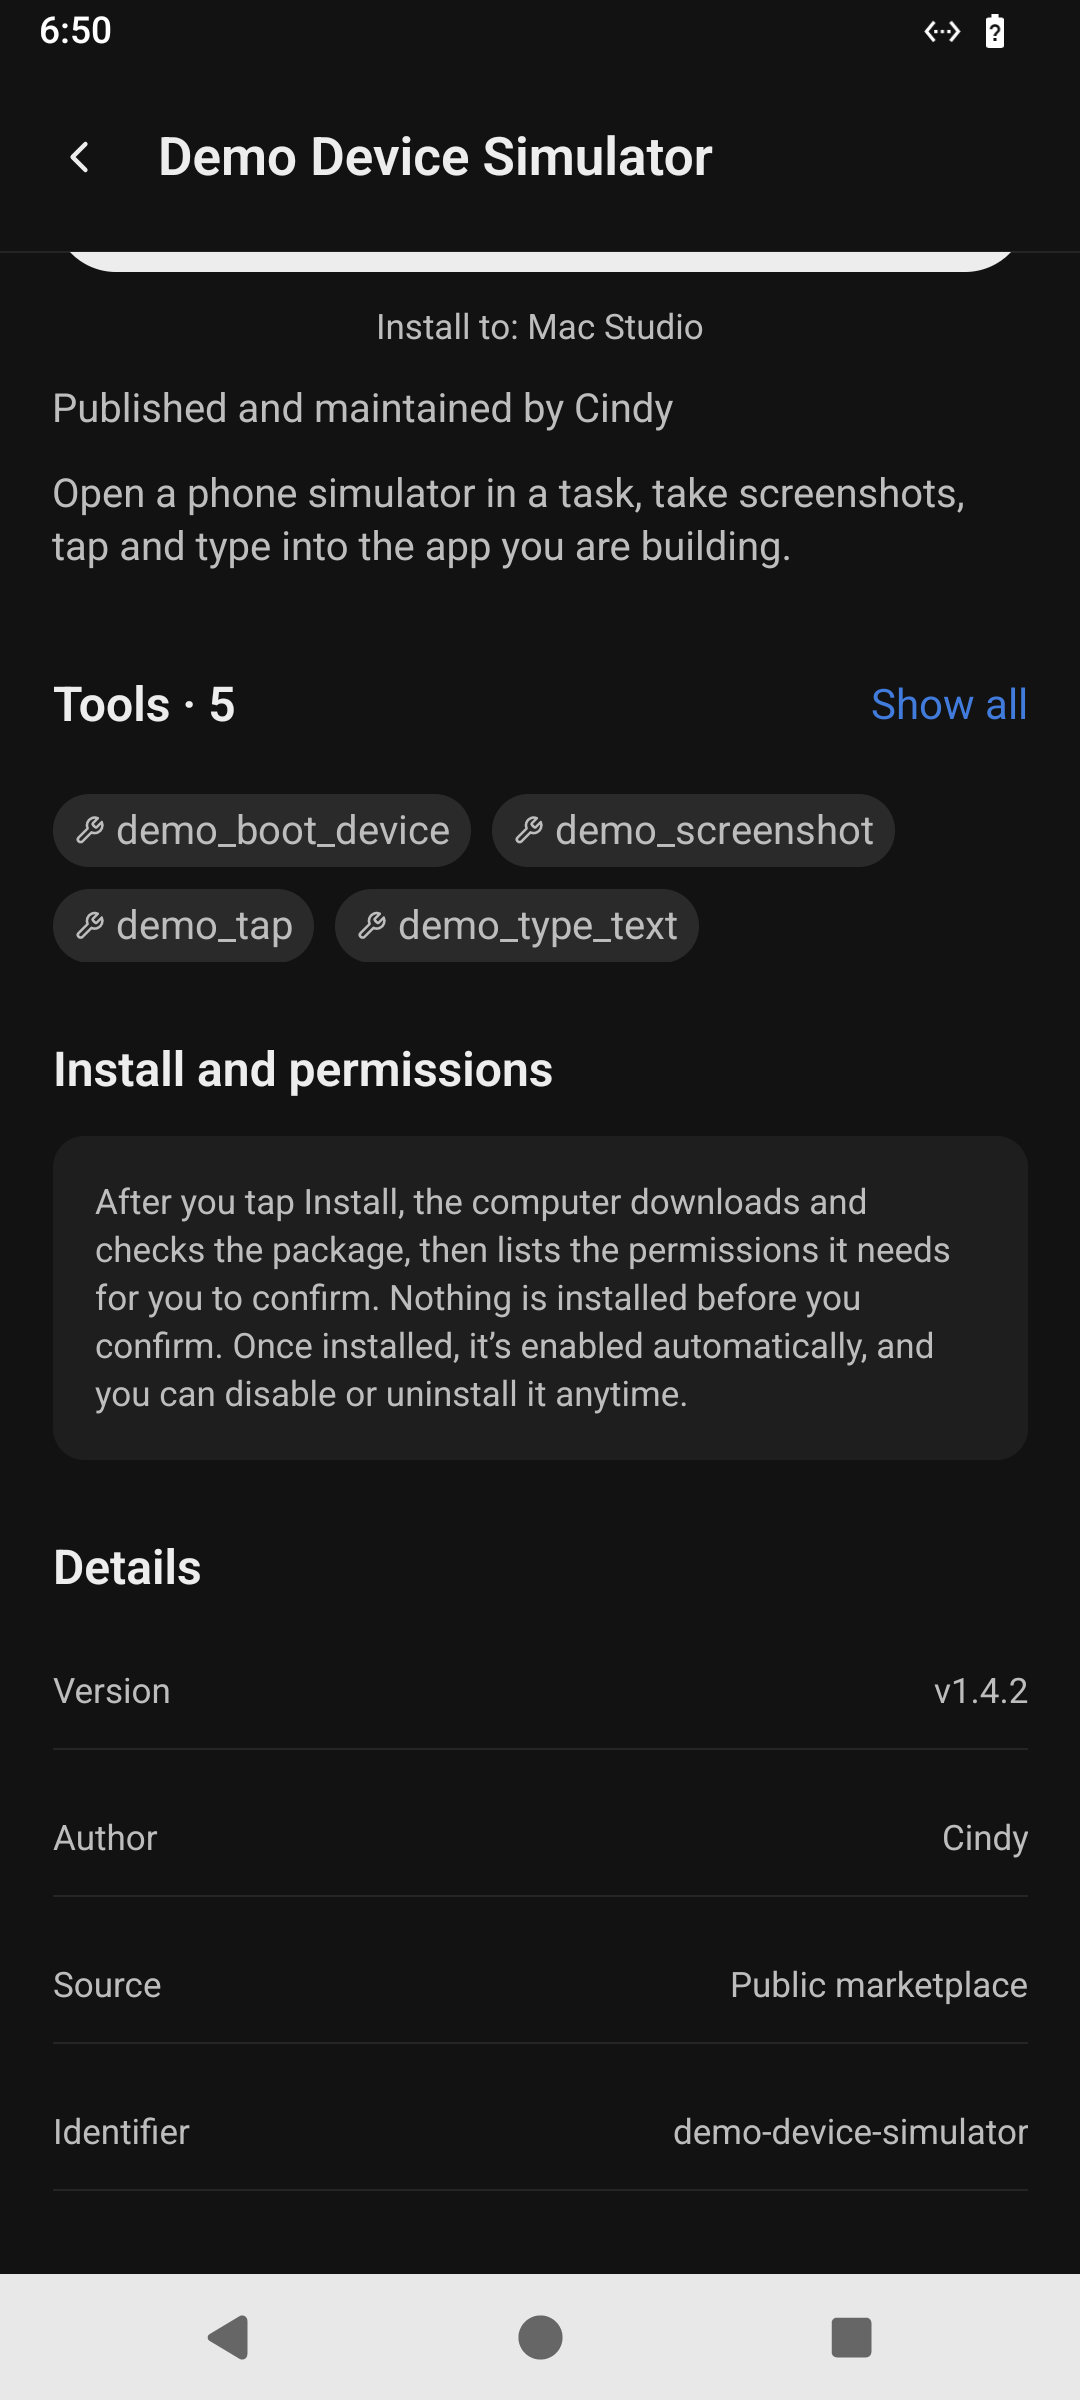 6:50
Demo Device Simulator
Install to: Mac Studio
Published and maintained by Cindy
Open a phone simulator in a task, take screenshots,
tap and type into the app you are building.
Tools · 5
Show all
demo_boot_device
demo_screenshot
demo_tap
demo_type_text
Install and permissions
After you tap Install, the computer downloads and
checks the package, then lists the permissions it needs
for you to confirm. Nothing is installed before you
confirm. Once installed, it’s enabled automatically, and
you can disable or uninstall it anytime.
Details
Version
v1.4.2
Author
Cindy
Source
Public marketplace
Identifier
demo-device-simulator